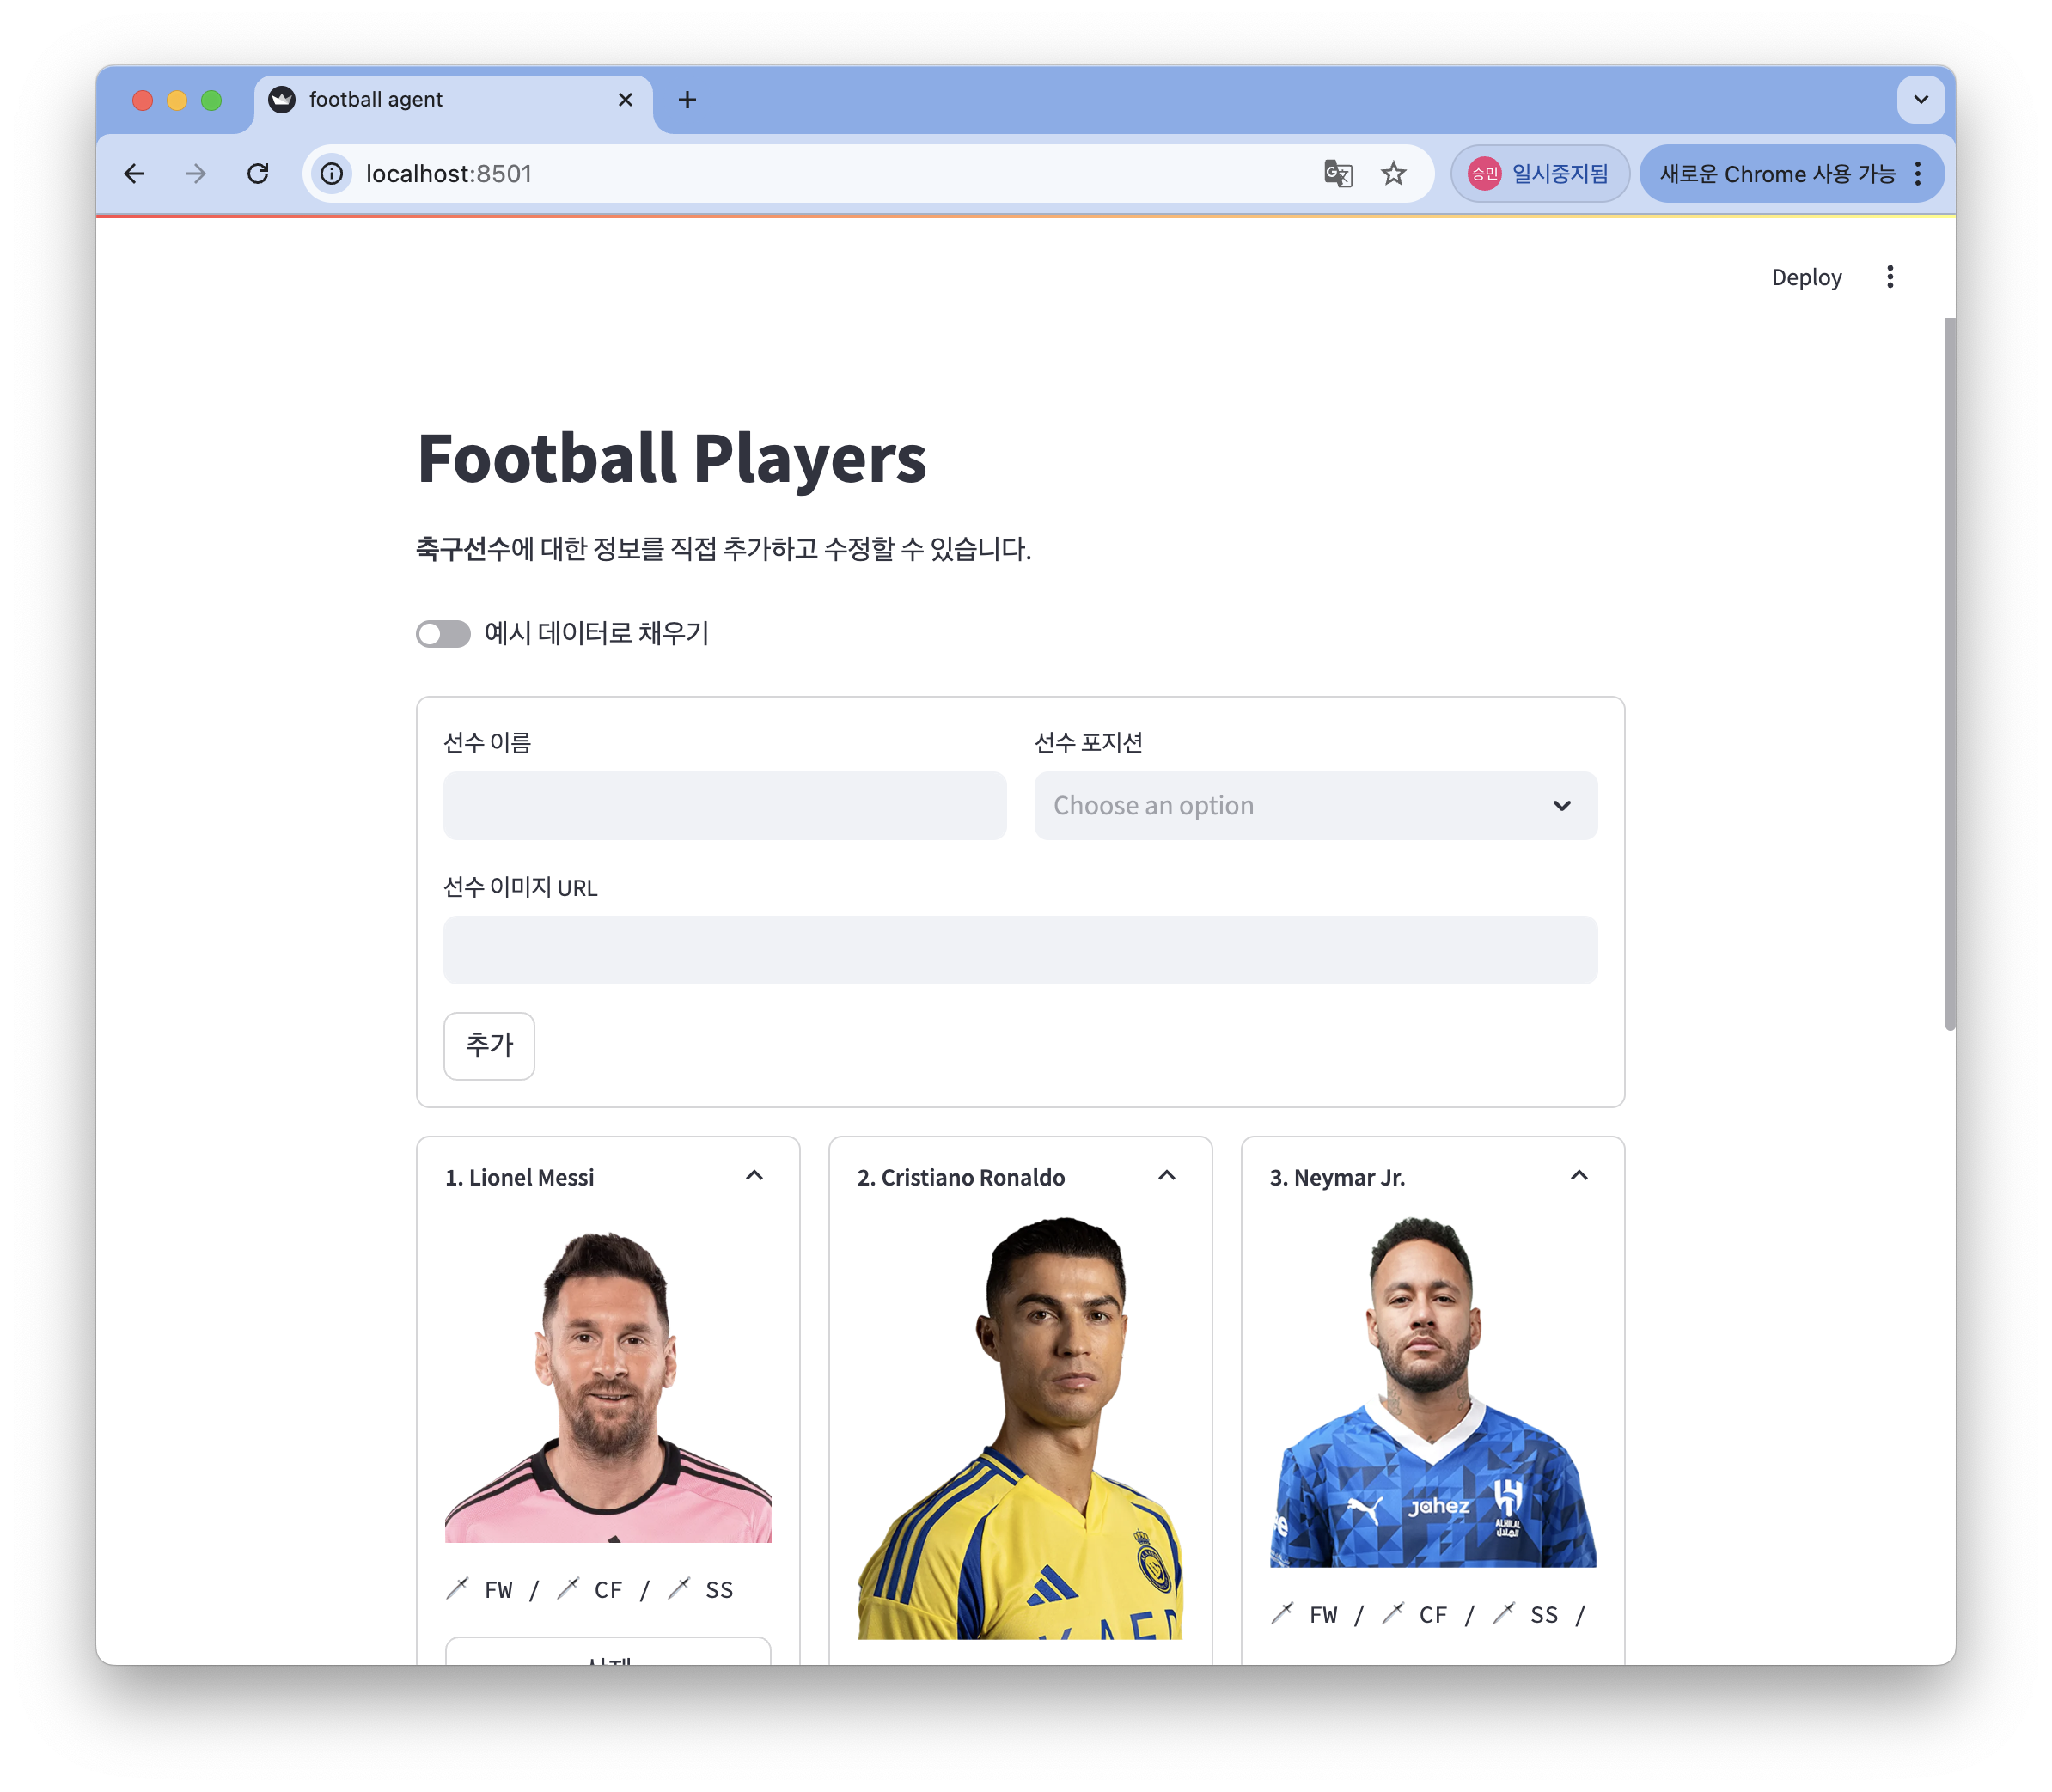 football agent
localhost:8501
승민 일시중지됨
새로운 Chrome 사용 가능
Deploy
Football Players
축구선수에 대한 정보를 직접 추가하고 수정할 수 있습니다.
예시 데이터로 채우기
선수 이름
선수 포지션
Choose an option
선수 이미지 URL
추가
1. Lionel Messi
2. Cristiano Ronaldo
3. Neymar Jr.
jahez
ALHILAL
الهلال
FW / CF / SS
FW / CF / SS /